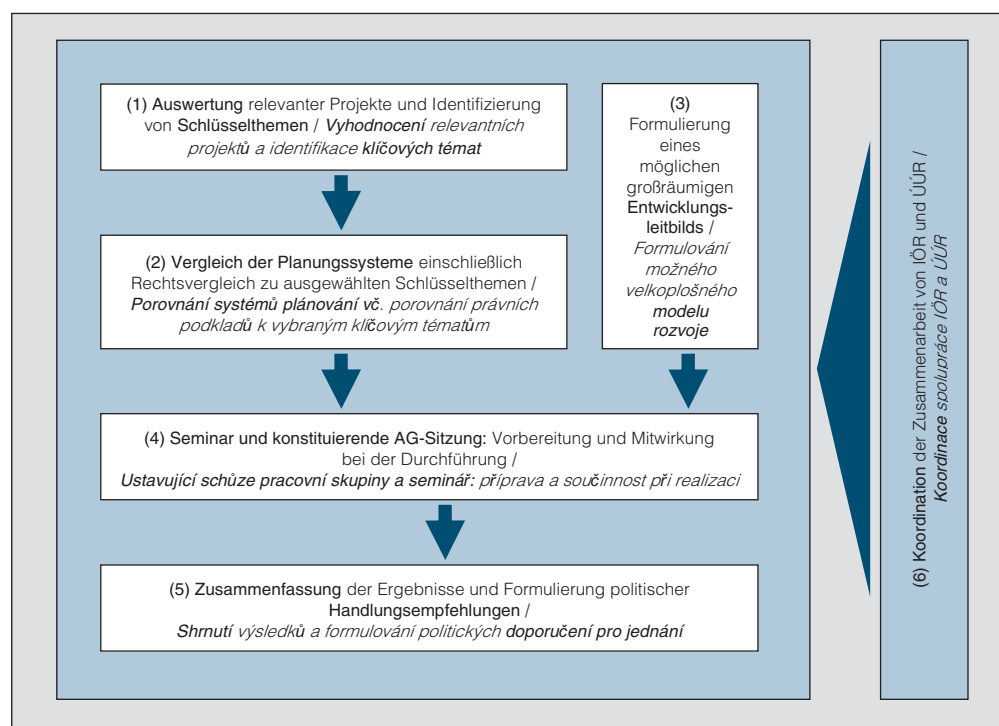 (1) Auswertung relevanter Projekte und Identifizierung
von Schlüsselthemen / Vyhodnocení relevantních
projektů a identifikace klíčových témat
(2) Vergleich der Planungssysteme einschließlich
Rechtsvergleich zu ausgewählten Schlüsselthemen /
Porovnání systémů plánování vč. porovnání právních
podkladů k vybraným klíčovým tématům
(3)
Formulierung
eines
möglichen
großräumigen
Entwicklungs-
leitbilds /
Formulování
možného
velkoplošného
modelu
rozvoje
(4) Seminar und konstituierende AG-Sitzung: Vorbereitung und Mitwirkung
bei der Durchführung /
Ustavující schůze pracovní skupiny a seminář: příprava a součinnost při realizaci
(5) Zusammenfassung der Ergebnisse und Formulierung politischer
Handlungsempfehlungen /
Shrnutí výsledků a formulování politických doporučení pro jednání
(6) Koordination der Zusammenarbeit von IÖR und ÚÚR /
Koordinace spolupráce IÖR a ÚÚR